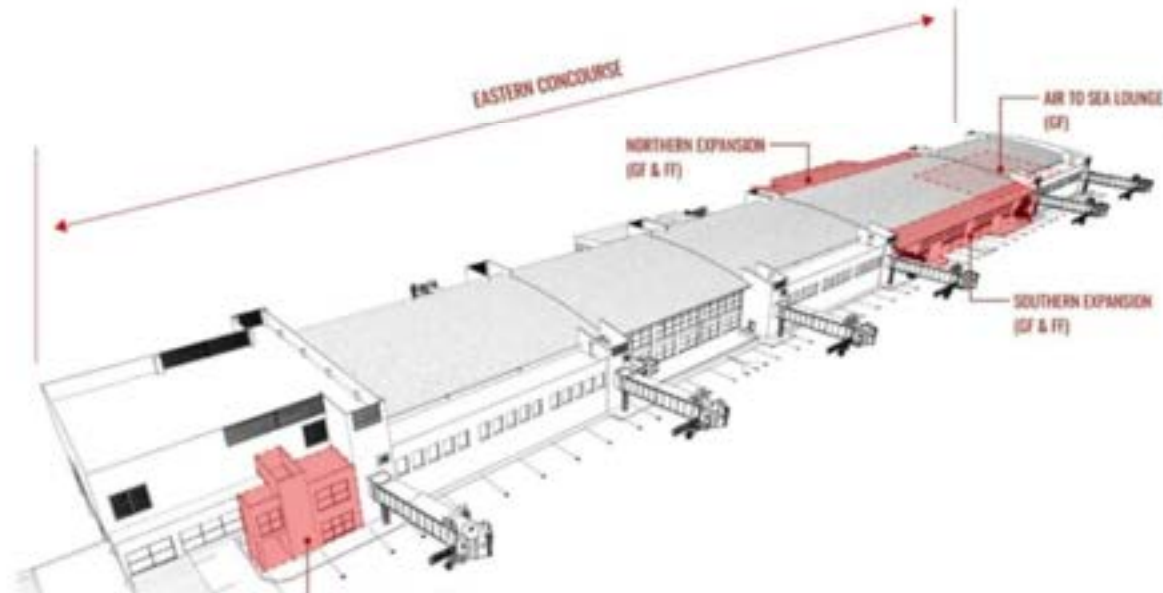 EASTERN CONCOURSE
AIR TO SEA LOUNGE
(GF)
NORTHERN EXPANSION
(GF & FF)
SOUTHERN EXPANSION
(GF & FF)